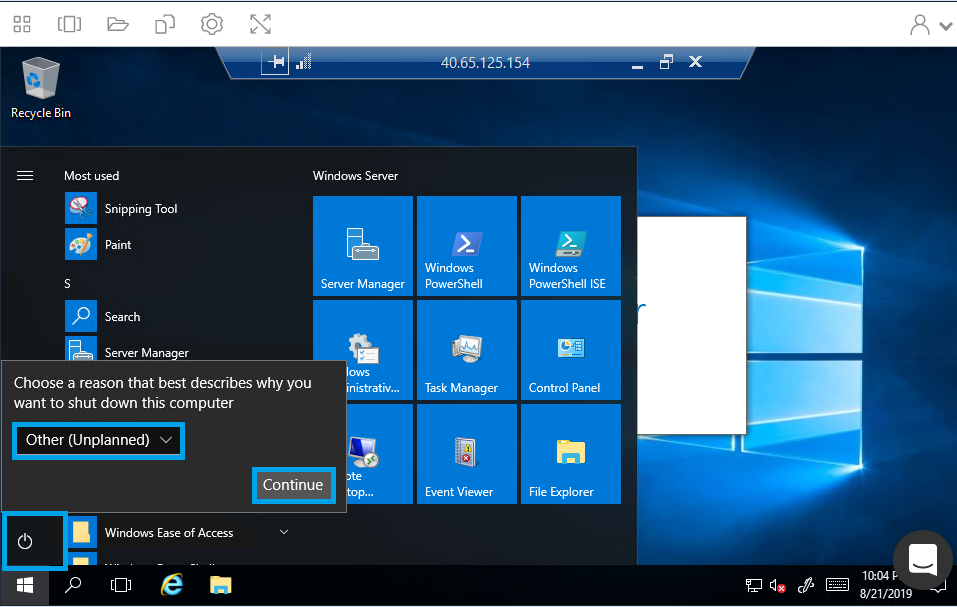 40.65.125.154
Recycle Bin
Most used
Windows Server
Snipping Tool
Paint
S
Search
Server Manager
Server Manager
Windows
PowerShell
Windows
PowerShell ISE
dows
inistrativ...
Task Manager
Control Panel
ote
top...
Event Viewer
File Explorer
r
Choose a reason that best describes why you
want to shut down this computer
Other (Unplanned)
Continue
Windows Ease of Access
10:04 P
8/21/2019